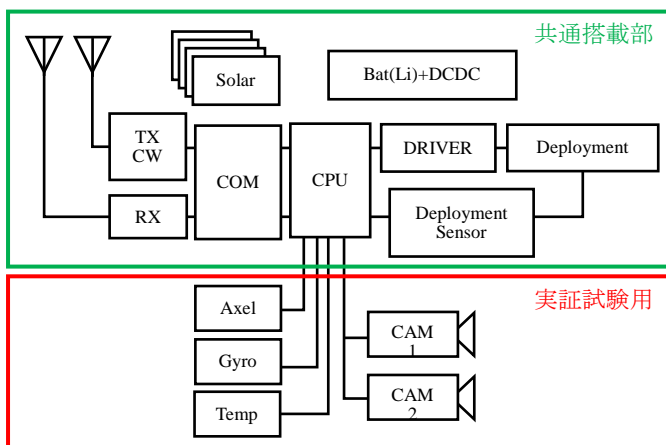 共通搭載部
Solar
Bat(Li)+DCDC
TX
CW
COM
CPU
DRIVER
Deployment
RX
Deployment
Sensor
実証試験用
Axel
Gyro
Temp
CAM
1
CAM
2